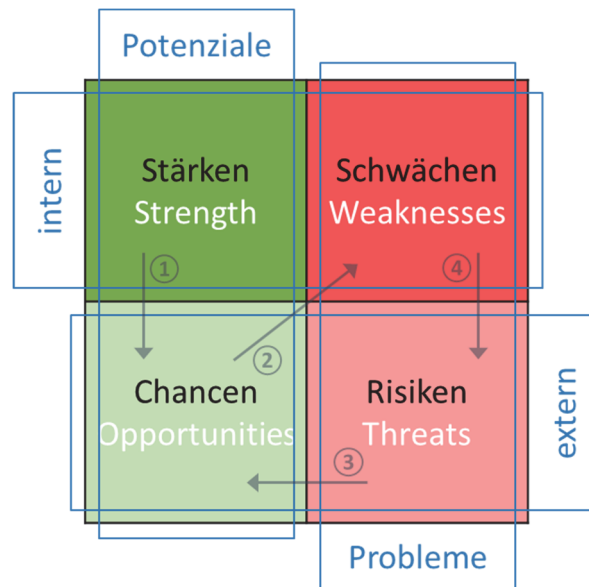 Potenziale
intern
Stärken
Strength
Schwächen
Weaknesses
①
④
②
Chancen
Opportunities
Risiken
Threats
③
extern
Probleme